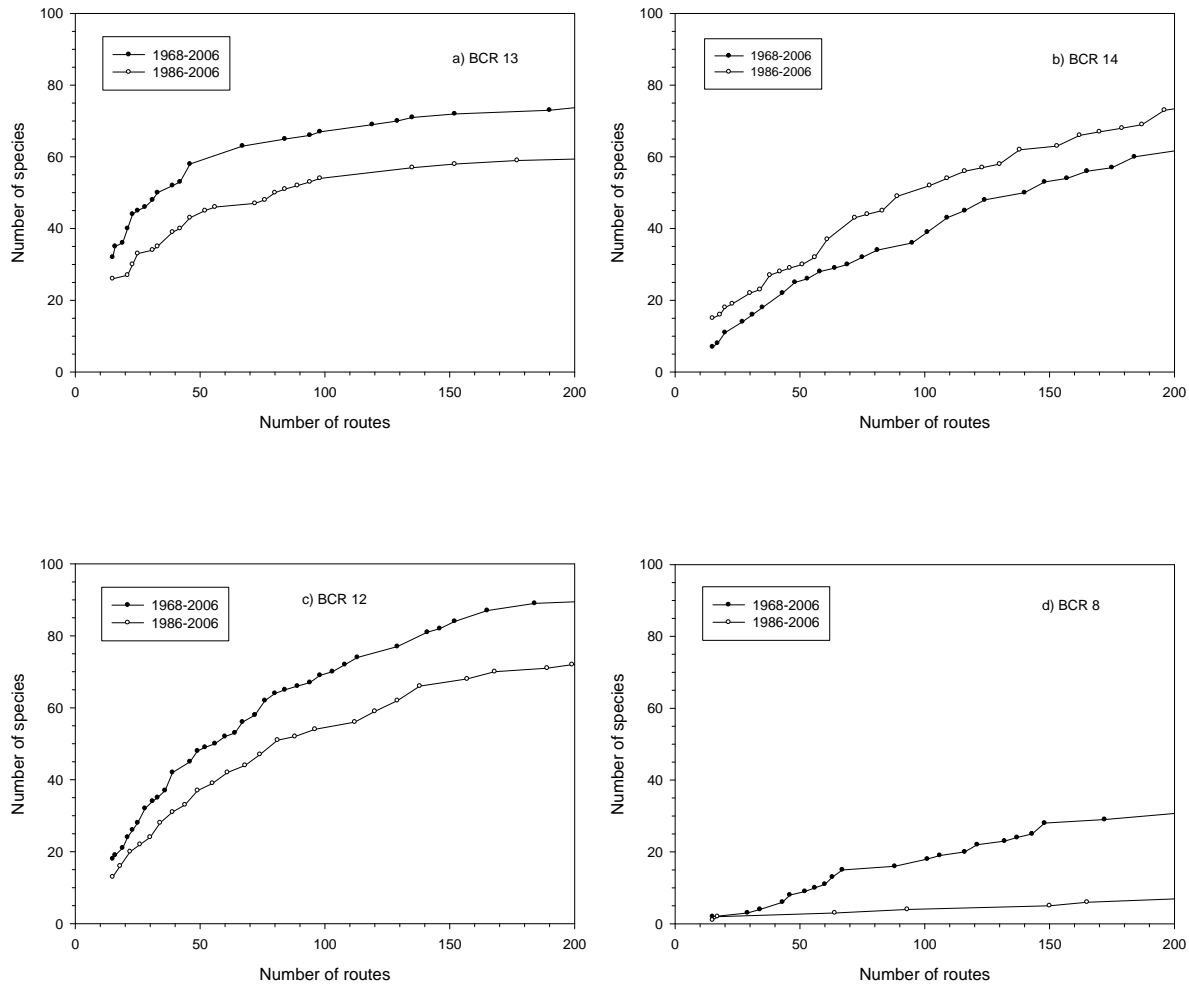 a) BCR 13
1968-2006
1986-2006
100
80
60
40
20
0
Number of species
0 50 100 150 200
Number of routes
b) BCR 14
1968-2006
1986-2006
100
80
60
40
20
0
Number of species
0 50 100 150 200
Number of routes
c) BCR 12
1968-2006
1986-2006
100
80
60
40
20
0
Number of species
0 50 100 150 200
Number of routes
d) BCR 8
1968-2006
1986-2006
100
80
60
40
20
0
Number of species
0 50 100 150 200
Number of routes